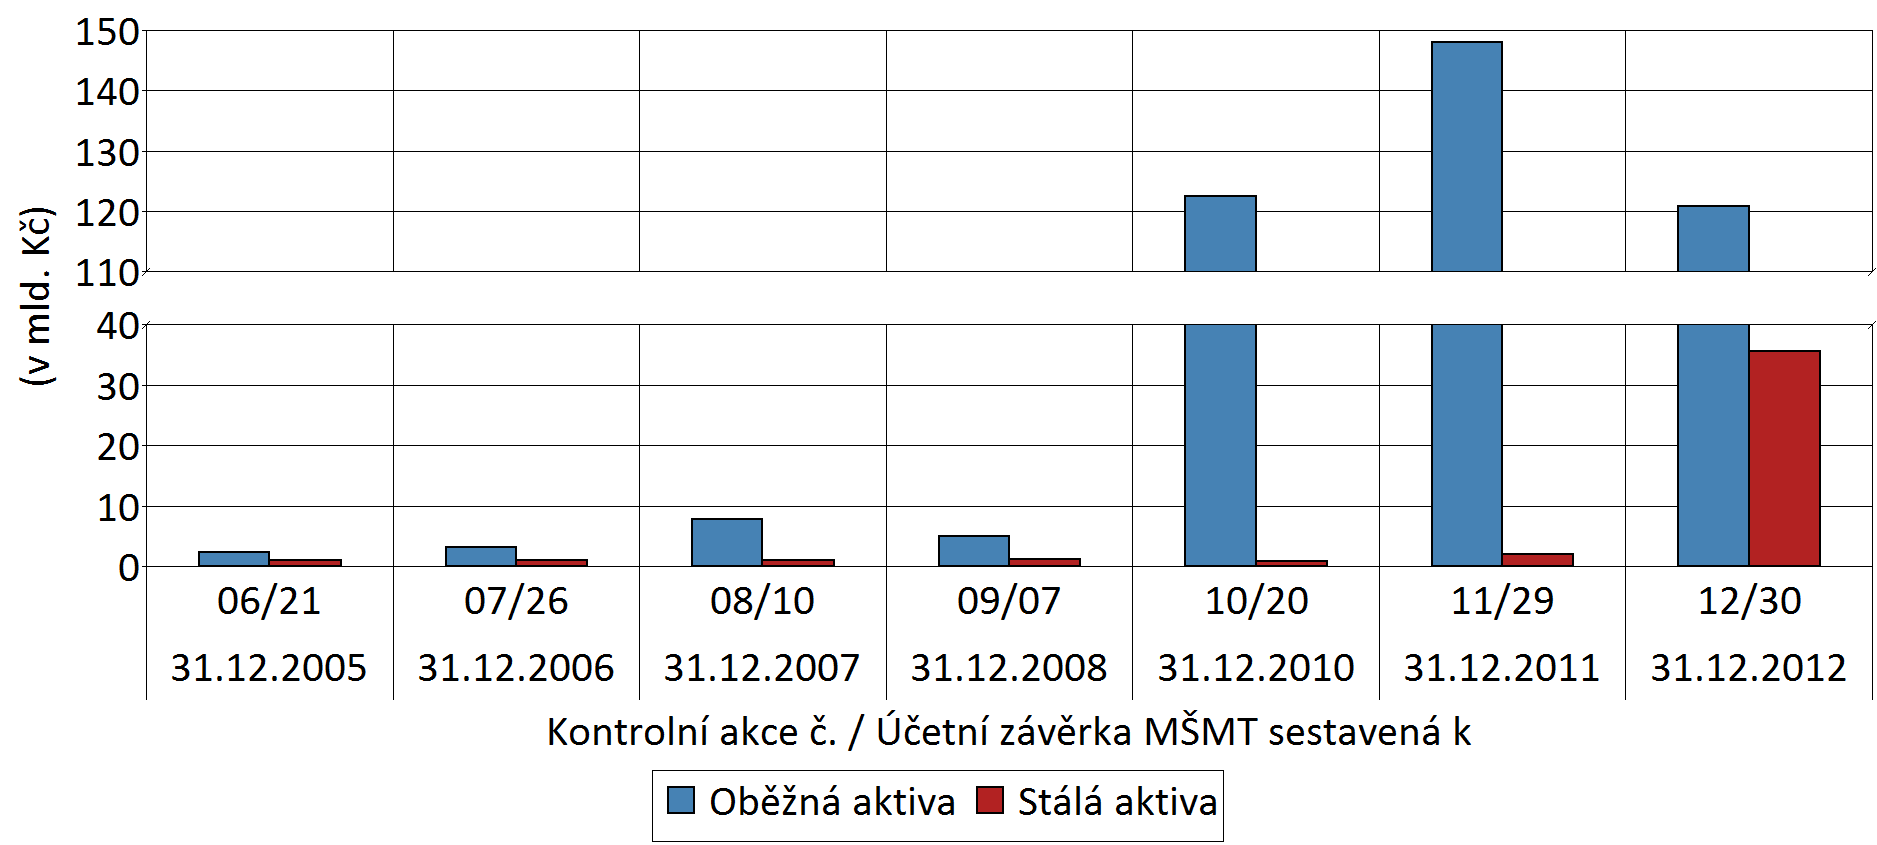 150
140
130
120
110
40
30
20
10
0
(v mld. Kč)
06/21 07/26 08/10 09/07 10/20 11/29 12/30
31.12.2005 31.12.2006 31.12.2007 31.12.2008 31.12.2010 31.12.2011 31.12.2012
Kontrolní akce č. / Účetní závěrka MŠMT sestavená k
Oběžná aktiva Stálá aktiva